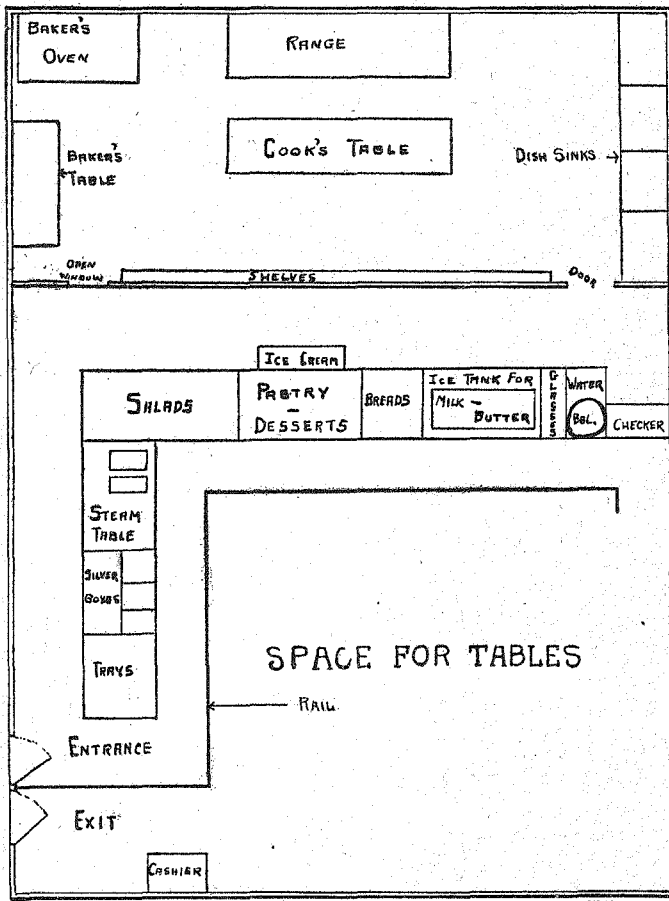 BAKER'S
OVEN
RANGE
BAKER'S
TABLE
COOK'S TABLE
DISH SINKS
OPEN
WINDOW
SHELVES
DOOR
ICE CREAM
SALADS
PASTRY
–
DESSERTS
BREADS
ICE TANK FOR
MILK –
BUTTER
GLASSES
WATER
BBL.
CHECKER
STEAM
TABLE
SILVER
BOXES
TRAYS
SPACE FOR TABLES
RAIL
ENTRANCE
EXIT
CASHIER